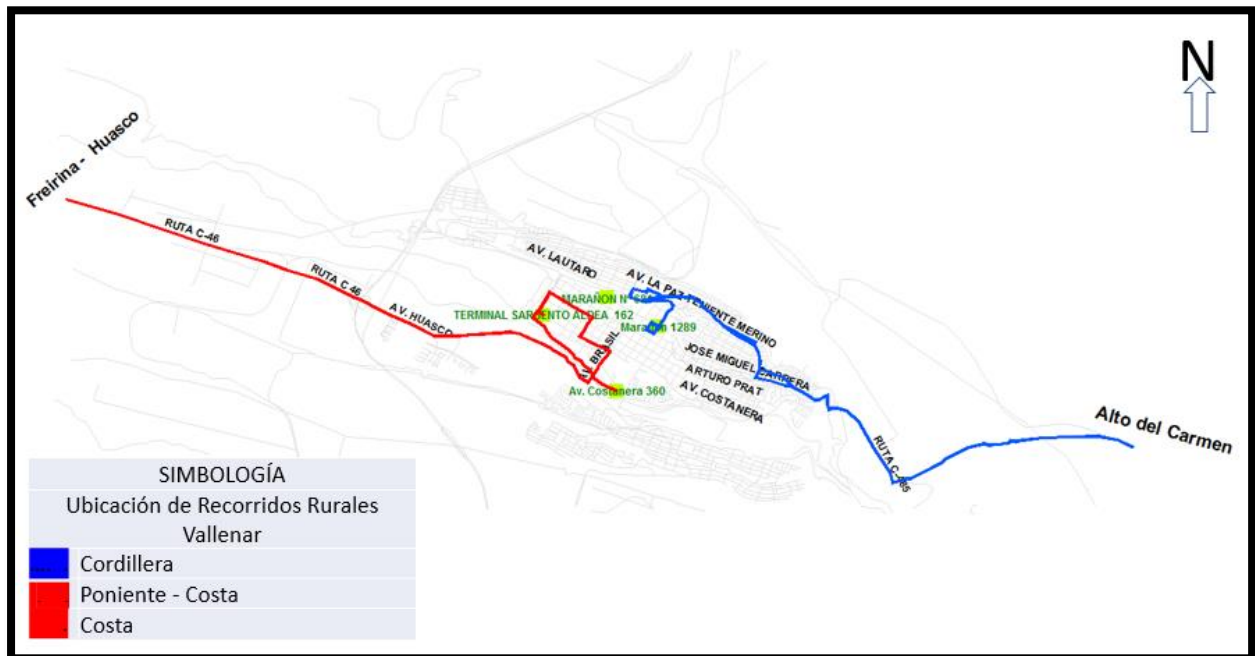 N
Freirina - Huasco
RUTA C-46
RUTA C 46
AV. HUASCO
AV. LAUTARO
AV. LA PAZ TENIENTE MERINO
MARAÑON N°
TERMINAL SARGENTO ALDEA 162
Marañon 1289
AV. BRASIL
JOSE MIGUEL CARRERA
ARTURO PRAT
AV. COSTANERA
Av. Costanera 360
Alto del Carmen
RUTA
SIMBOLOGÍA
Ubicación de Recorridos Rurales
Vallenar
Cordillera
Poniente - Costa
Costa